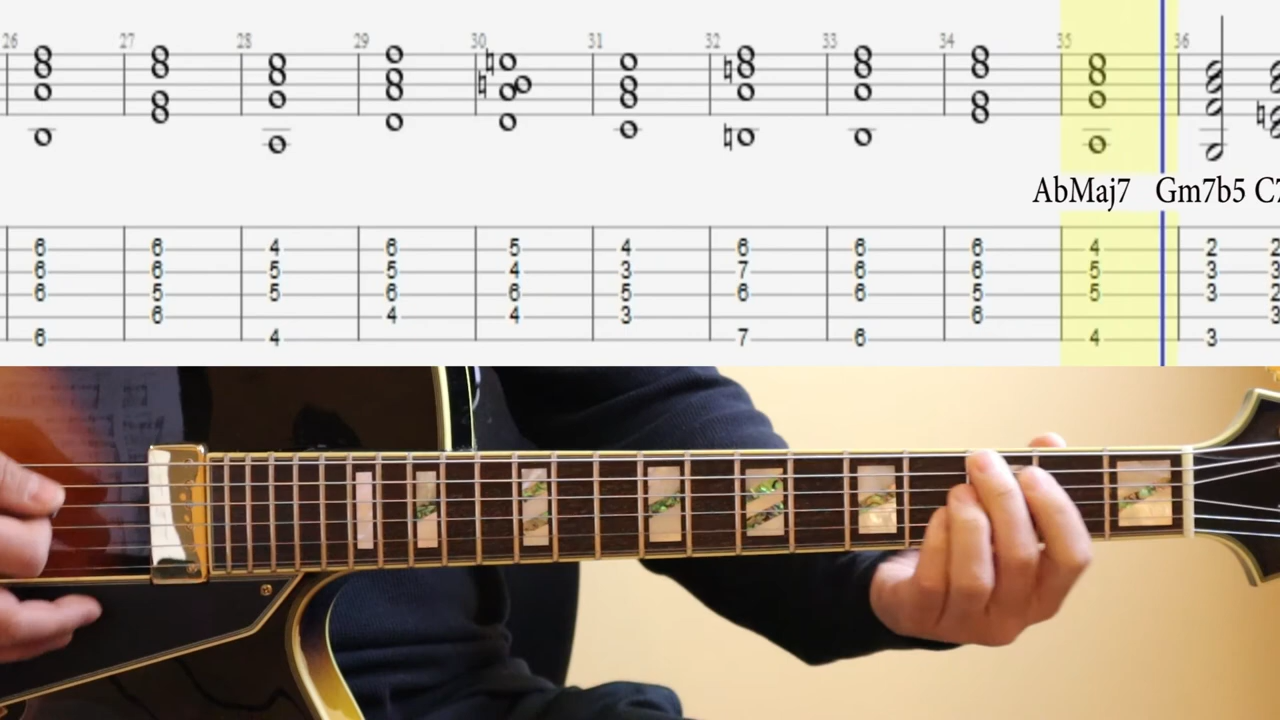 26 27 28 29 30 31 32 33 34 35 36
AbMaj7 Gm7b5 C7
6 6 4 6 5 4 6 6 6 4 2 2
6 6 5 5 4 3 7 6 6 5 3 3
6 5 5 6 6 5 6 6 5 5 3 2
6 4 4 3 6 3
6 4 7 6 4 3